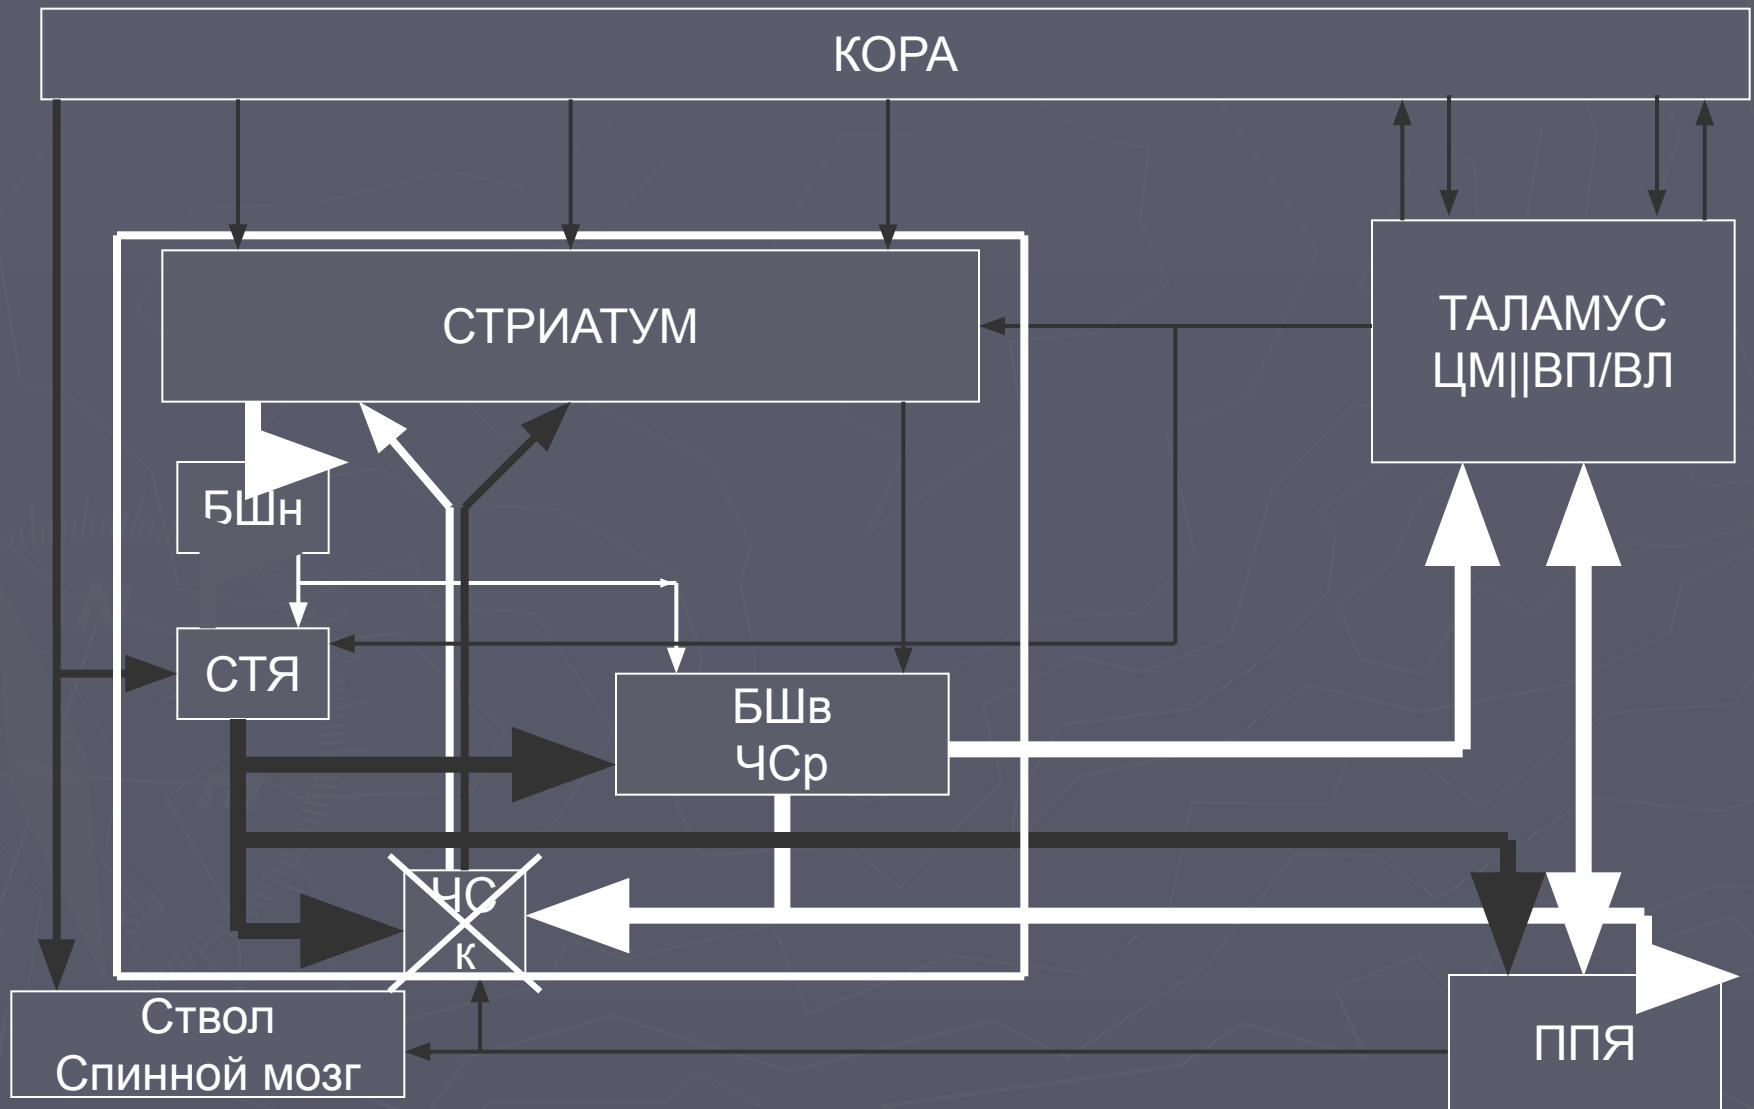 КОРА
СТРИАТУМ
ТАЛАМУС
ЦМ||ВП/ВЛ
БШн
СТЯ
БШв
ЧСр
ЧС
к
Ствол
Спинной мозг
ППЯ